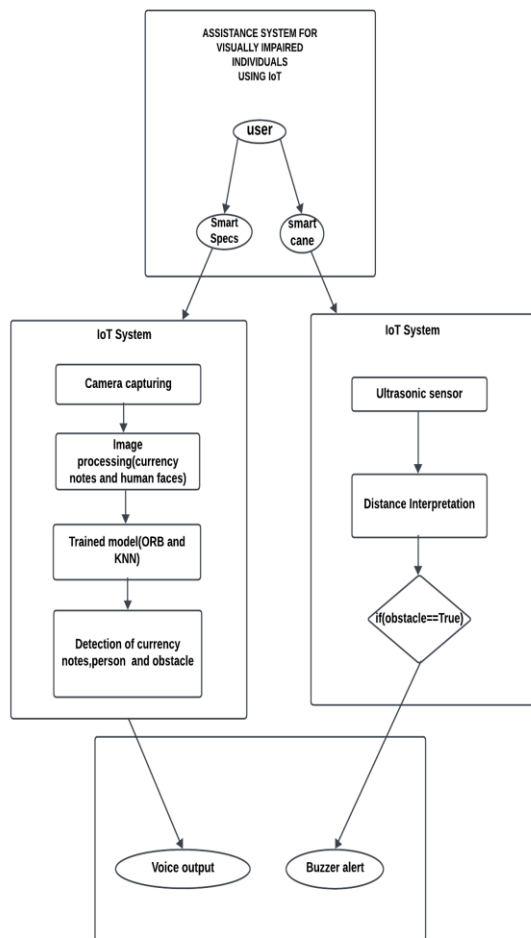 ASSISTANCE SYSTEM FOR
VISUALLY IMPAIRED
INDIVIDUALS
USING IoT
user
Smart
Specs
smart
cane
IoT System
Camera capturing
Image
processing(currency
notes and human faces)
Trained model(ORB and
KNN)
Detection of currency
notes,person and obstacle
IoT System
Ultrasonic sensor
Distance Interpretation
if(obstacle==True)
Voice output
Buzzer alert